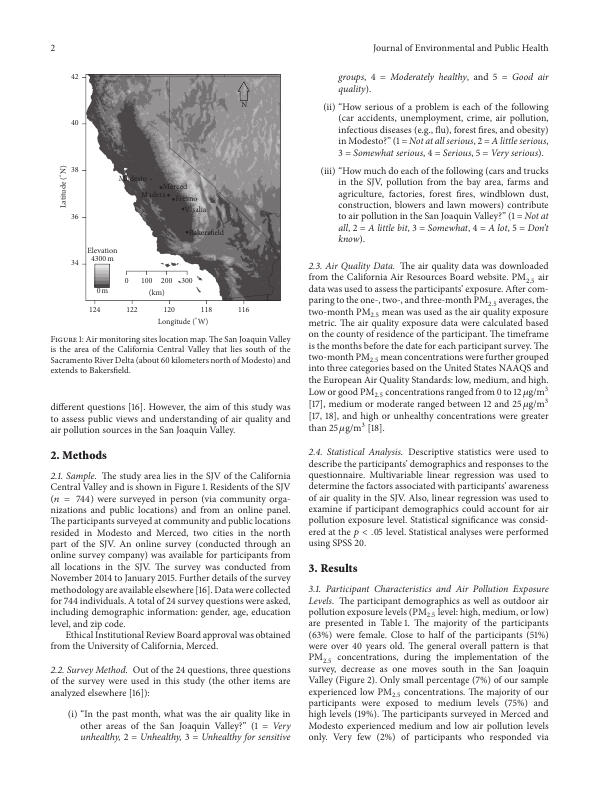 2
Journal of Environmental and Public Health
42
40
38
36
34
Latitude (°N)
N
Modesto
Merced
Madera
Fresno
Visalia
Bakersfield
Elevation
4300 m
0 m
0 100 200 300
(km)
124 122 120 118 116
Longitude (°W)
Figure 1: Air monitoring sites location map. The San Joaquin Valley
is the area of the California Central Valley that lies south of the
Sacramento River Delta (about 60 kilometers north of Modesto) and
extends to Bakersfield.
different questions [16]. However, the aim of this study was
to assess public views and understanding of air quality and
air pollution sources in the San Joaquin Valley.
2. Methods
2.1. Sample. The study area lies in the SJV of the California
Central Valley and is shown in Figure 1. Residents of the SJV
(n = 744) were surveyed in person (via community orga-
nizations and public locations) and from an online panel.
The participants surveyed at community and public locations
resided in Modesto and Merced, two cities in the north
part of the SJV. An online survey (conducted through an
online survey company) was available for participants from
all locations in the SJV. The survey was conducted from
November 2014 to January 2015. Further details of the survey
methodology are available elsewhere [16]. Data were collected
for 744 individuals. A total of 24 survey questions were asked,
including demographic information: gender, age, education
level, and zip code.
Ethical Institutional Review Board approval was obtained
from the University of California, Merced.
2.2. Survey Method. Out of the 24 questions, three questions
of the survey were used in this study (the other items are
analyzed elsewhere [16]):
(i) “In the past month, what was the air quality like in
other areas of the San Joaquin Valley?” (1 = Very
unhealthy, 2 = Unhealthy, 3 = Unhealthy for sensitive
groups, 4 = Moderately healthy, and 5 = Good air
quality).
(ii) “How serious of a problem is each of the following
(car accidents, unemployment, crime, air pollution,
infectious diseases (e.g., flu), forest fires, and obesity)
in Modesto?” (1 = Not at all serious, 2 = A little serious,
3 = Somewhat serious, 4 = Serious, 5 = Very serious).
(iii) “How much do each of the following (cars and trucks
in the SJV, pollution from the bay area, farms and
agriculture, factories, forest fires, windblown dust,
construction, blowers and lawn mowers) contribute
to air pollution in the San Joaquin Valley?” (1 = Not at
all, 2 = A little bit, 3 = Somewhat, 4 = A lot, 5 = Don’t
know).
2.3. Air Quality Data. The air quality data was downloaded
from the California Air Resources Board website. PM2.5 air
data was used to assess the participants’ exposure. After com-
paring to the one-, two-, and three-month PM2.5 averages, the
two-month PM2.5 mean was used as the air quality exposure
metric. The air quality exposure data were calculated based
on the county of residence of the participant. The timeframe
is the months before the date for each participant survey. The
two-month PM2.5 mean concentrations were further grouped
into three categories based on the United States NAAQS and
the European Air Quality Standards: low, medium, and high.
Low or good PM2.5 concentrations ranged from 0 to 12 μg/m³
[17], medium or moderate ranged between 12 and 25 μg/m³
[17, 18], and high or unhealthy concentrations were greater
than 25 μg/m³ [18].
2.4. Statistical Analysis. Descriptive statistics were used to
describe the participants’ demographics and responses to the
questionnaire. Multivariable linear regression was used to
determine the factors associated with participants’ awareness
of air quality in the SJV. Also, linear regression was used to
examine if participant demographics could account for air
pollution exposure level. Statistical significance was consid-
ered at the p < .05 level. Statistical analyses were performed
using SPSS 20.
3. Results
3.1. Participant Characteristics and Air Pollution Exposure
Levels. The participant demographics as well as outdoor air
pollution exposures (PM2.5 level: high, medium, or low)
are presented in Table 1. The majority of the participants
(63%) were female. Close to half of the participants (51%)
were over 40 years old. The general overall pattern is that
PM2.5 concentrations, during the implementation of the
survey, decrease as one moves south in the San Joaquin
Valley (Figure 2). Only small percentage (7%) of our sample
experienced low PM2.5 concentrations. The majority of our
participants were exposed to medium levels (75%) and
high levels (19%). The participants surveyed in Merced and
Modesto experienced medium and low air pollution levels
only. Very few (2%) of participants who responded via